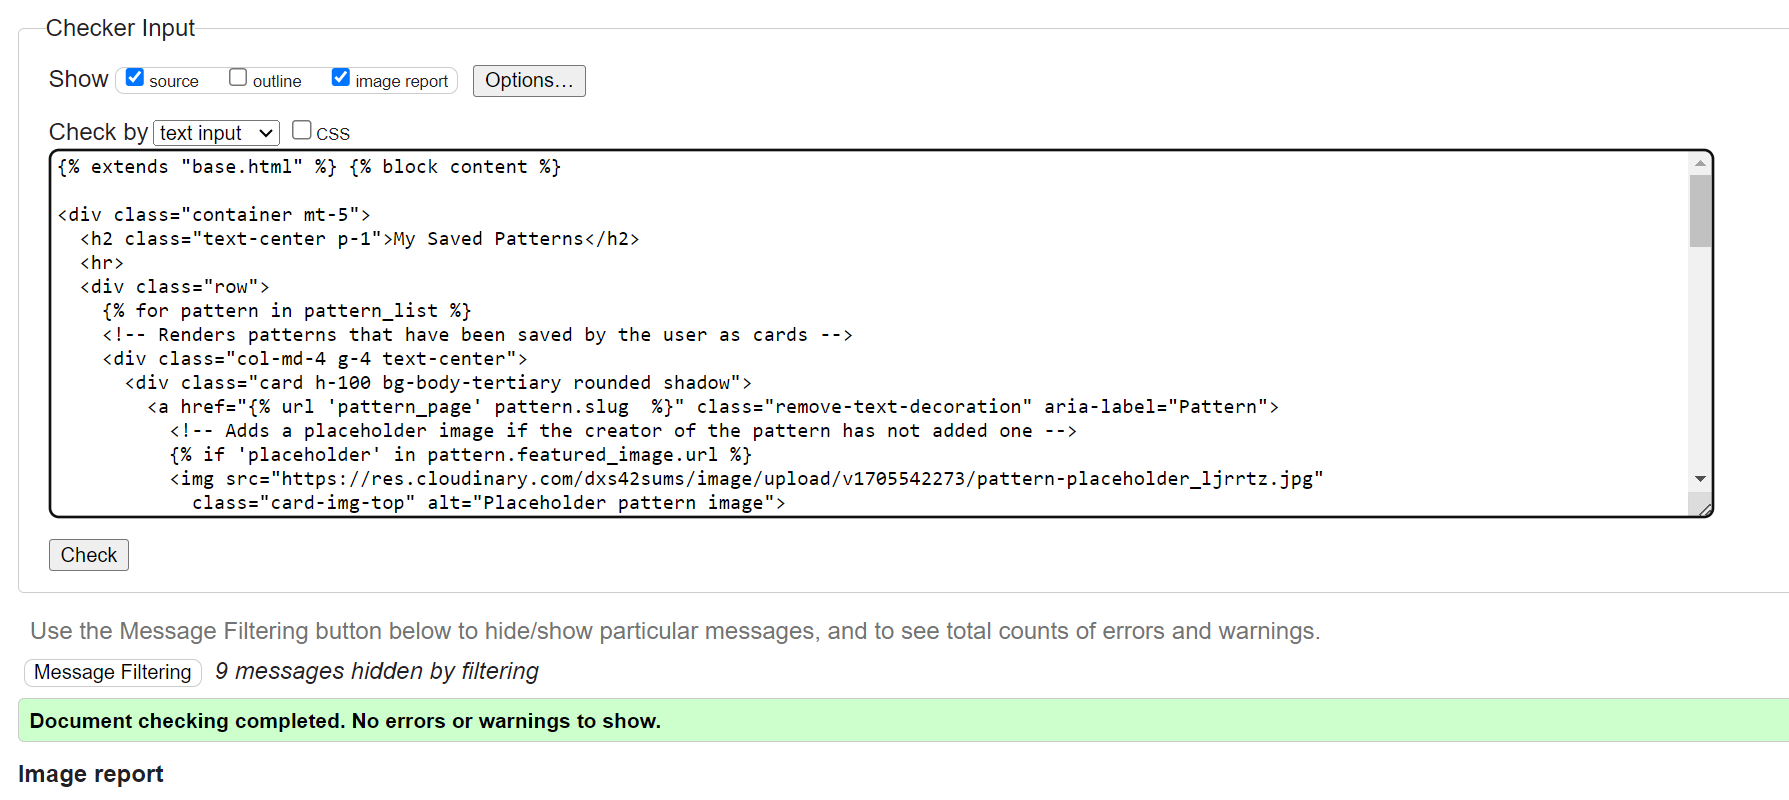 Checker Input
Show source outline image report Options...
Check by text input CSS
{% extends "base.html" %} {% block content %}
<div class="container mt-5">
<h2 class="text-center p-1">My Saved Patterns</h2>
<hr>
<div class="row">
{% for pattern in pattern_list %}
<!-- Renders patterns that have been saved by the user as cards -->
<div class="col-md-4 g-4 text-center">
<div class="card h-100 bg-body-tertiary rounded shadow">
<a href="{% url 'pattern_page' pattern.slug  %}" class="remove-text-decoration" aria-label="Pattern">
<!-- Adds a placeholder image if the creator of the pattern has not added one -->
{% if 'placeholder' in pattern.featured_image.url %}
<img src="https://res.cloudinary.com/dxs42sums/image/upload/v1705542273/pattern-placeholder_ljrrtz.jpg"
class="card-img-top" alt="Placeholder pattern image">
Check
Use the Message Filtering button below to hide/show particular messages, and to see total counts of errors and warnings.
Message Filtering 9 messages hidden by filtering
Document checking completed. No errors or warnings to show.
Image report